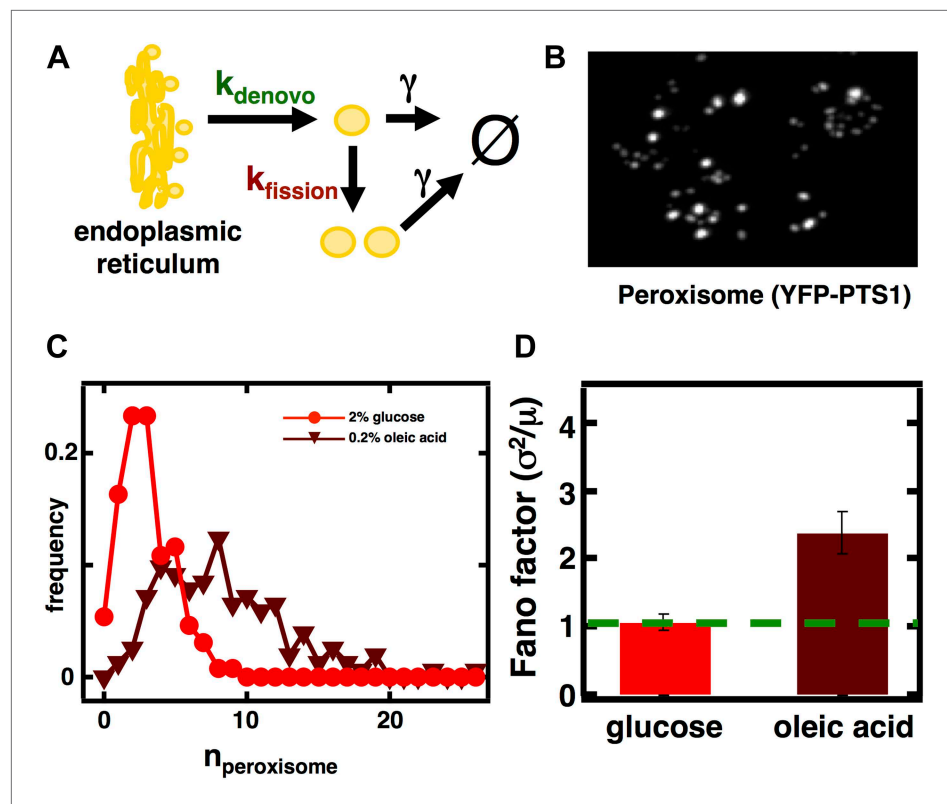 A
k_denovo
γ
k_fission
γ
Ø
endoplasmic
reticulum
B
Peroxisome (YFP-PTS1)
C
2% glucose
0.2% oleic acid
frequency
0.2
0
0
10
20
n_peroxisome
D
Fano factor (σ²/μ)
4
3
2
1
0
glucose
oleic acid